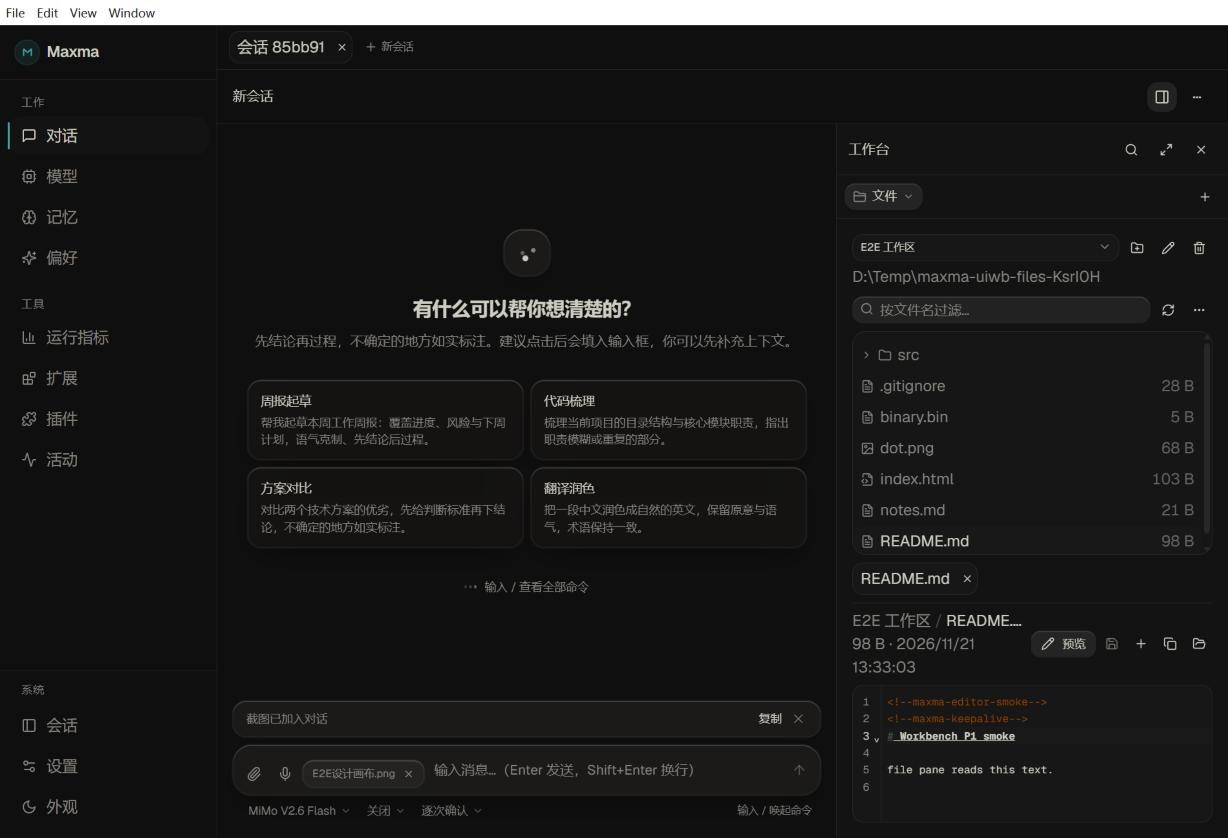 File Edit View Window
Maxma
工作
对话
模型
记忆
偏好
工具
运行指标
扩展
插件
活动
系统
会话
设置
外观
会话 85bb91
新会话
新会话
有什么可以帮你想清楚的？
先结论再过程，不确定的地方如实标注。建议点击后会填入输入框，你可以先补充上下文。
周报起草
帮我起草本周工作周报：覆盖进度、风险与下周
计划，语气克制、先结论后过程。
代码梳理
梳理当前项目的目录结构与核心模块职责，指出
职责模糊或重复的部分。
方案对比
对比两个技术方案的优劣，先给判断标准再下结
论，不确定的地方如实标注。
翻译润色
把一段中文润色成自然的英文，保留原意与语
气，术语保持一致。
输入 / 查看全部命令
截图已加入对话
复制
E2E设计画布.png
输入消息...（Enter 发送，Shift+Enter 换行）
MiMo V2.6 Flash
关闭
逐次确认
输入 / 唤起命令
工作台
文件
E2E 工作区
D:\Temp\maxma-uiwb-files-KsrI0H
按文件名过滤...
src
.gitignore 28 B
binary.bin 5 B
dot.png 68 B
index.html 103 B
notes.md 21 B
README.md 98 B
README.md
E2E 工作区 / README....
98 B · 2026/11/21
13:33:03
预览
1 <!--maxma-editor-smoke-->
2 <!--maxma-keepalive-->
3 # Workbench P1 smoke
4
5 file pane reads this text.
6